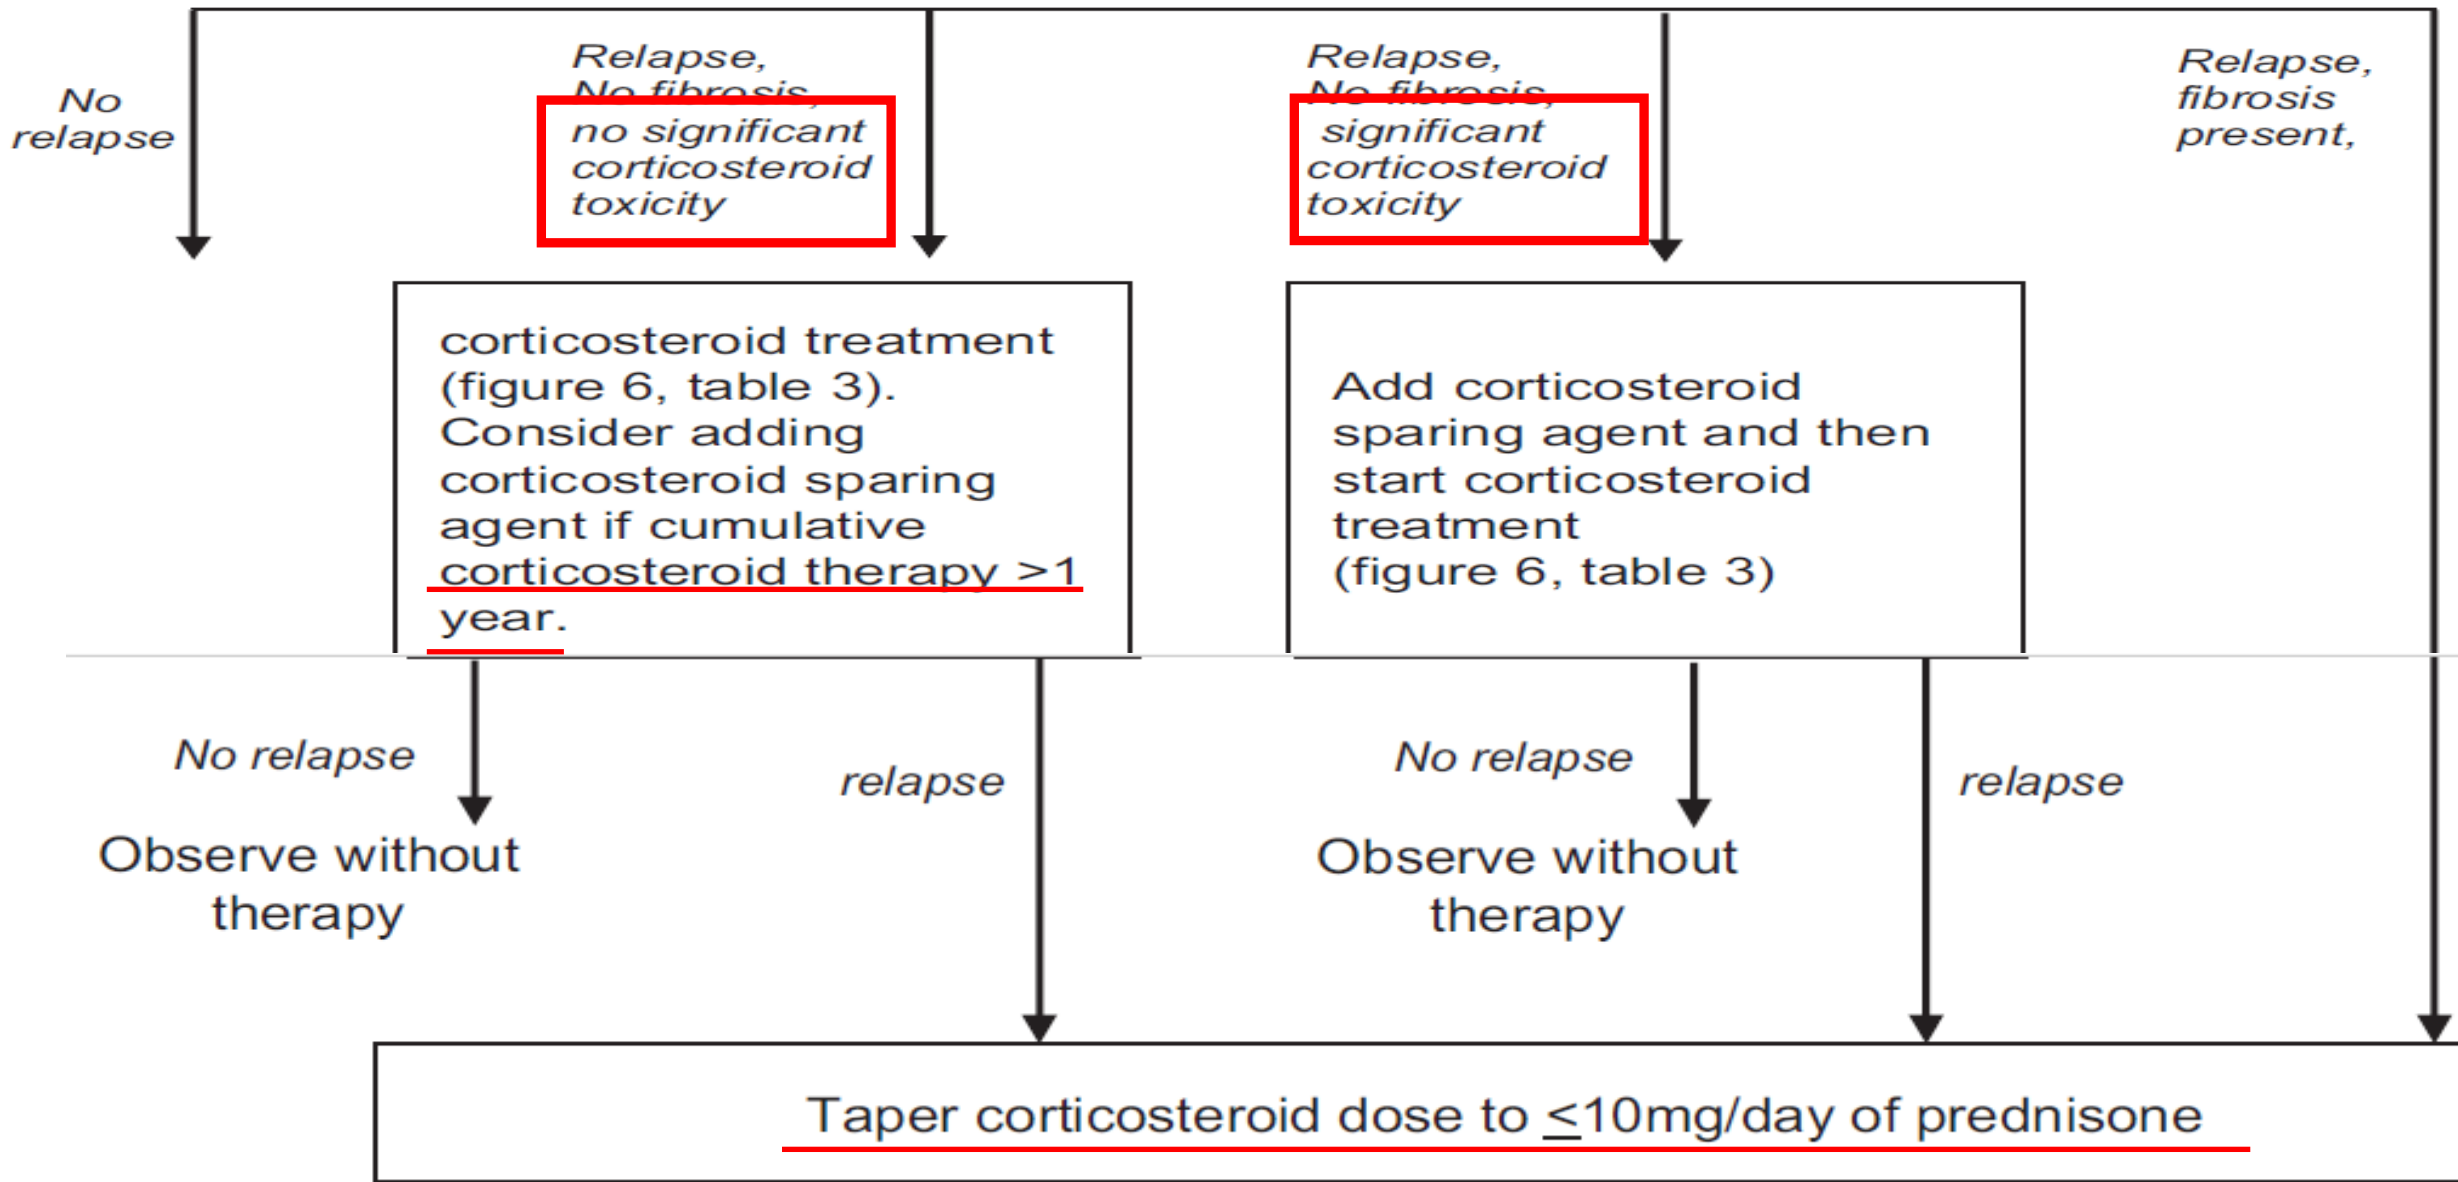 No
relapse
Relapse,
No fibrosis,
no significant
corticosteroid
toxicity
Relapse,
No fibrosis,
significant
corticosteroid
toxicity
Relapse,
fibrosis
present,
corticosteroid treatment
(figure 6, table 3).
Consider adding
corticosteroid sparing
agent if cumulative
corticosteroid therapy >1
year.
Add corticosteroid
sparing agent and then
start corticosteroid
treatment
(figure 6, table 3)
No relapse
relapse
No relapse
relapse
Observe without
therapy
Observe without
therapy
Taper corticosteroid dose to ≤10mg/day of prednisone